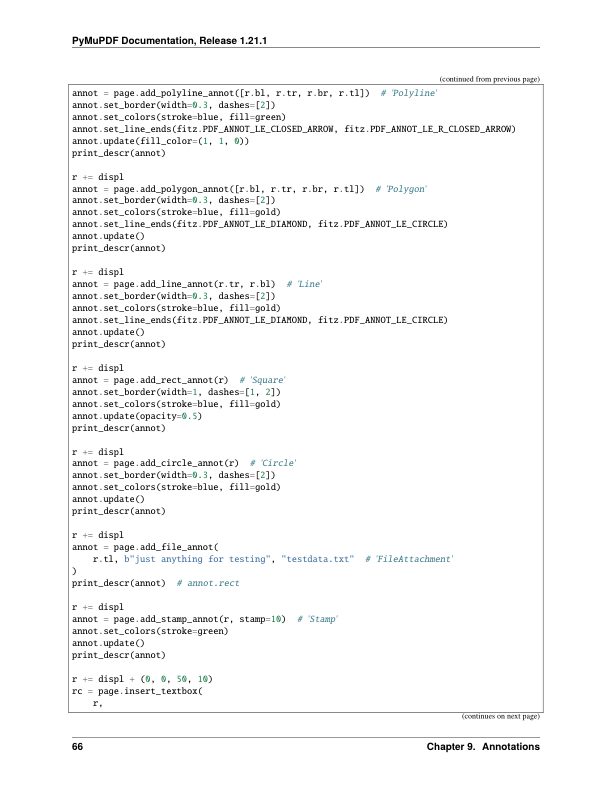 PyMuPDF Documentation, Release 1.21.1
(continued from previous page)
annot = page.add_polyline_annot([r.bl, r.tr, r.br, r.tl])  # 'Polyline'
annot.set_border(width=0.3, dashes=[2])
annot.set_colors(stroke=blue, fill=green)
annot.set_line_ends(fitz.PDF_ANNOT_LE_CLOSED_ARROW, fitz.PDF_ANNOT_LE_R_CLOSED_ARROW)
annot.update(fill_color=(1, 1, 0))
print_descr(annot)

r += displ
annot = page.add_polygon_annot([r.bl, r.tr, r.br, r.tl])  # 'Polygon'
annot.set_border(width=0.3, dashes=[2])
annot.set_colors(stroke=blue, fill=gold)
annot.set_line_ends(fitz.PDF_ANNOT_LE_DIAMOND, fitz.PDF_ANNOT_LE_CIRCLE)
annot.update()
print_descr(annot)

r += displ
annot = page.add_line_annot(r.tr, r.bl)  # 'Line'
annot.set_border(width=0.3, dashes=[2])
annot.set_colors(stroke=blue, fill=gold)
annot.set_line_ends(fitz.PDF_ANNOT_LE_DIAMOND, fitz.PDF_ANNOT_LE_CIRCLE)
annot.update()
print_descr(annot)

r += displ
annot = page.add_rect_annot(r)  # 'Square'
annot.set_border(width=1, dashes=[1, 2])
annot.set_colors(stroke=blue, fill=gold)
annot.update(opacity=0.5)
print_descr(annot)

r += displ
annot = page.add_circle_annot(r)  # 'Circle'
annot.set_border(width=0.3, dashes=[2])
annot.set_colors(stroke=blue, fill=gold)
annot.update()
print_descr(annot)

r += displ
annot = page.add_file_annot(
    r.tl, b"just anything for testing", "testdata.txt"  # 'FileAttachment'
)
print_descr(annot)  # annot.rect

r += displ
annot = page.add_stamp_annot(r, stamp=10)  # 'Stamp'
annot.set_colors(stroke=green)
annot.update()
print_descr(annot)

r += displ + (0, 0, 50, 10)
rc = page.insert_textbox(
    r,
(continues on next page)
66
Chapter 9. Annotations